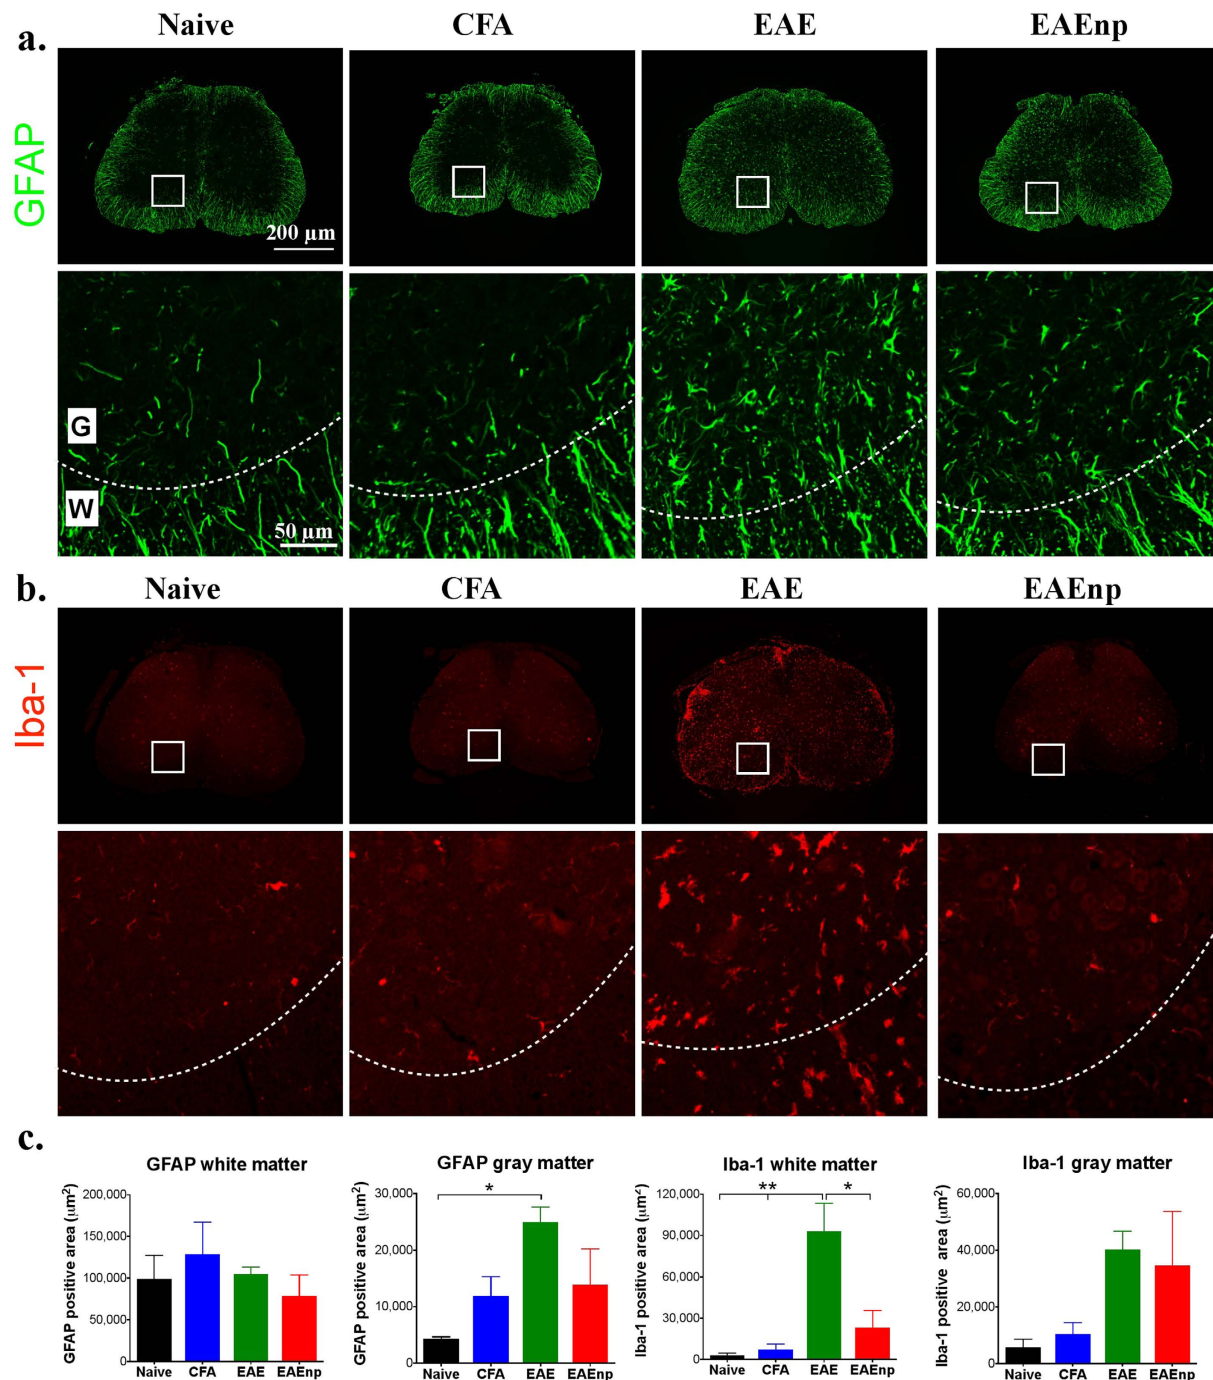 a.
Naive CFA EAE EAEnp
GFAP
200 µm
G
W
50 µm
b.
Naive CFA EAE EAEnp
Iba-1
c.
GFAP white matter
GFAP positive area (μm2)
200,000
150,000
100,000
50,000
0
Naive CFA EAE EAEnp
GFAP gray matter
GFAP positive area (μm2)
30,000
20,000
10,000
0
*
Naive CFA EAE EAEnp
Iba-1 white matter
Iba-1 positive area (μm2)
120,000
90,000
60,000
30,000
0
** *
Naive CFA EAE EAEnp
Iba-1 gray matter
Iba-1 positive area (μm2)
60,000
40,000
20,000
0
Naive CFA EAE EAEnp